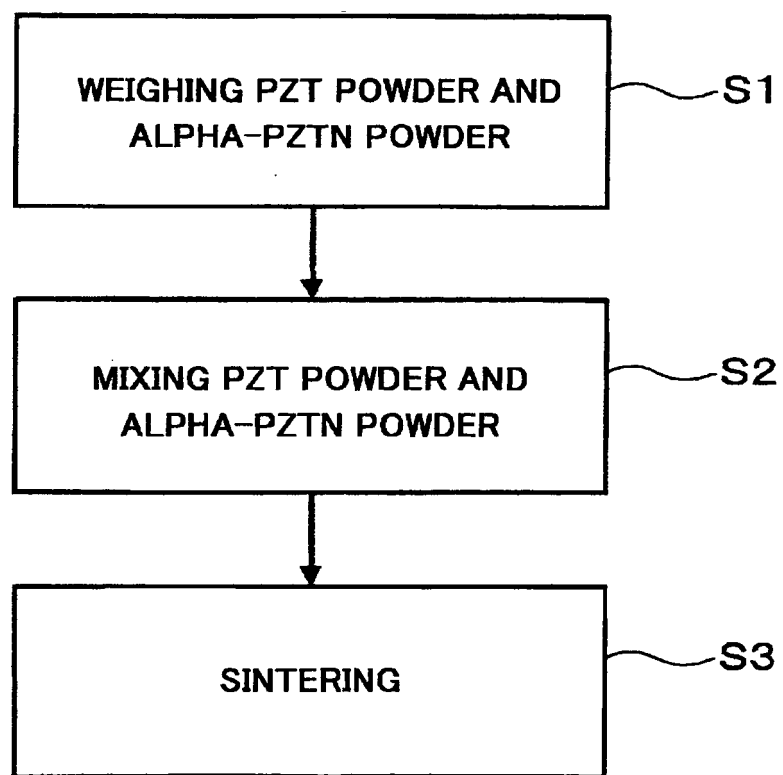 WEIGHING PZT POWDER AND
ALPHA-PZTN POWDER
S1
MIXING PZT POWDER AND
ALPHA-PZTN POWDER
S2
SINTERING
S3